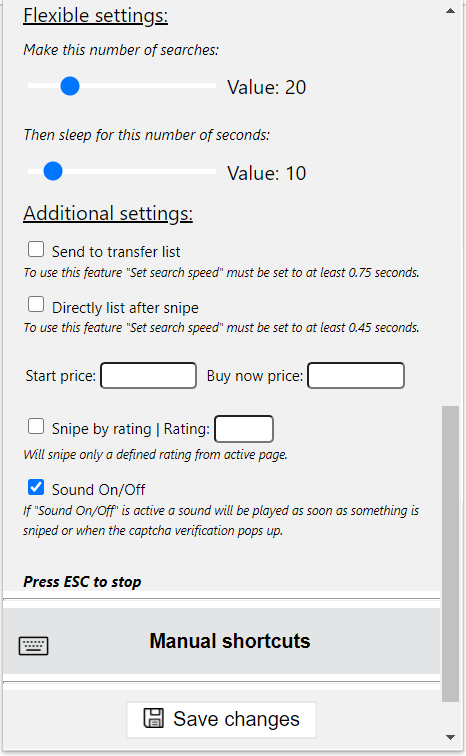 Flexible settings:
Make this number of searches:
Value: 20
Then sleep for this number of seconds:
Value: 10
Additional settings:
Send to transfer list
To use this feature "Set search speed" must be set to at least 0.75 seconds.
Directly list after snipe
To use this feature "Set search speed" must be set to at least 0.45 seconds.
Start price: Buy now price:
Snipe by rating | Rating:
Will snipe only a defined rating from active page.
Sound On/Off
If "Sound On/Off" is active a sound will be played as soon as something is
sniped or when the captcha verification pops up.
Press ESC to stop
Manual shortcuts
Save changes